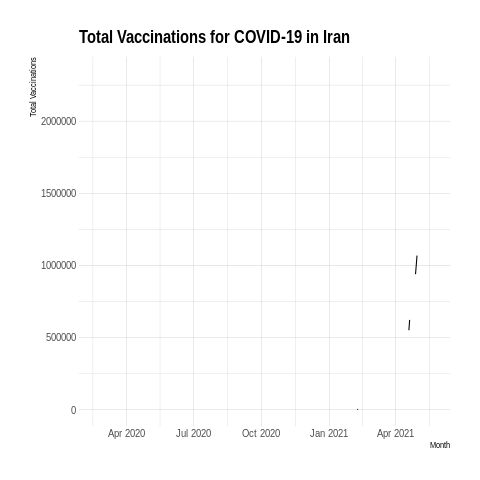 Total Vaccinations for COVID-19 in Iran
Total Vaccinations
2000000
1500000
1000000
500000
0
Apr 2020 Jul 2020 Oct 2020 Jan 2021 Apr 2021
Month